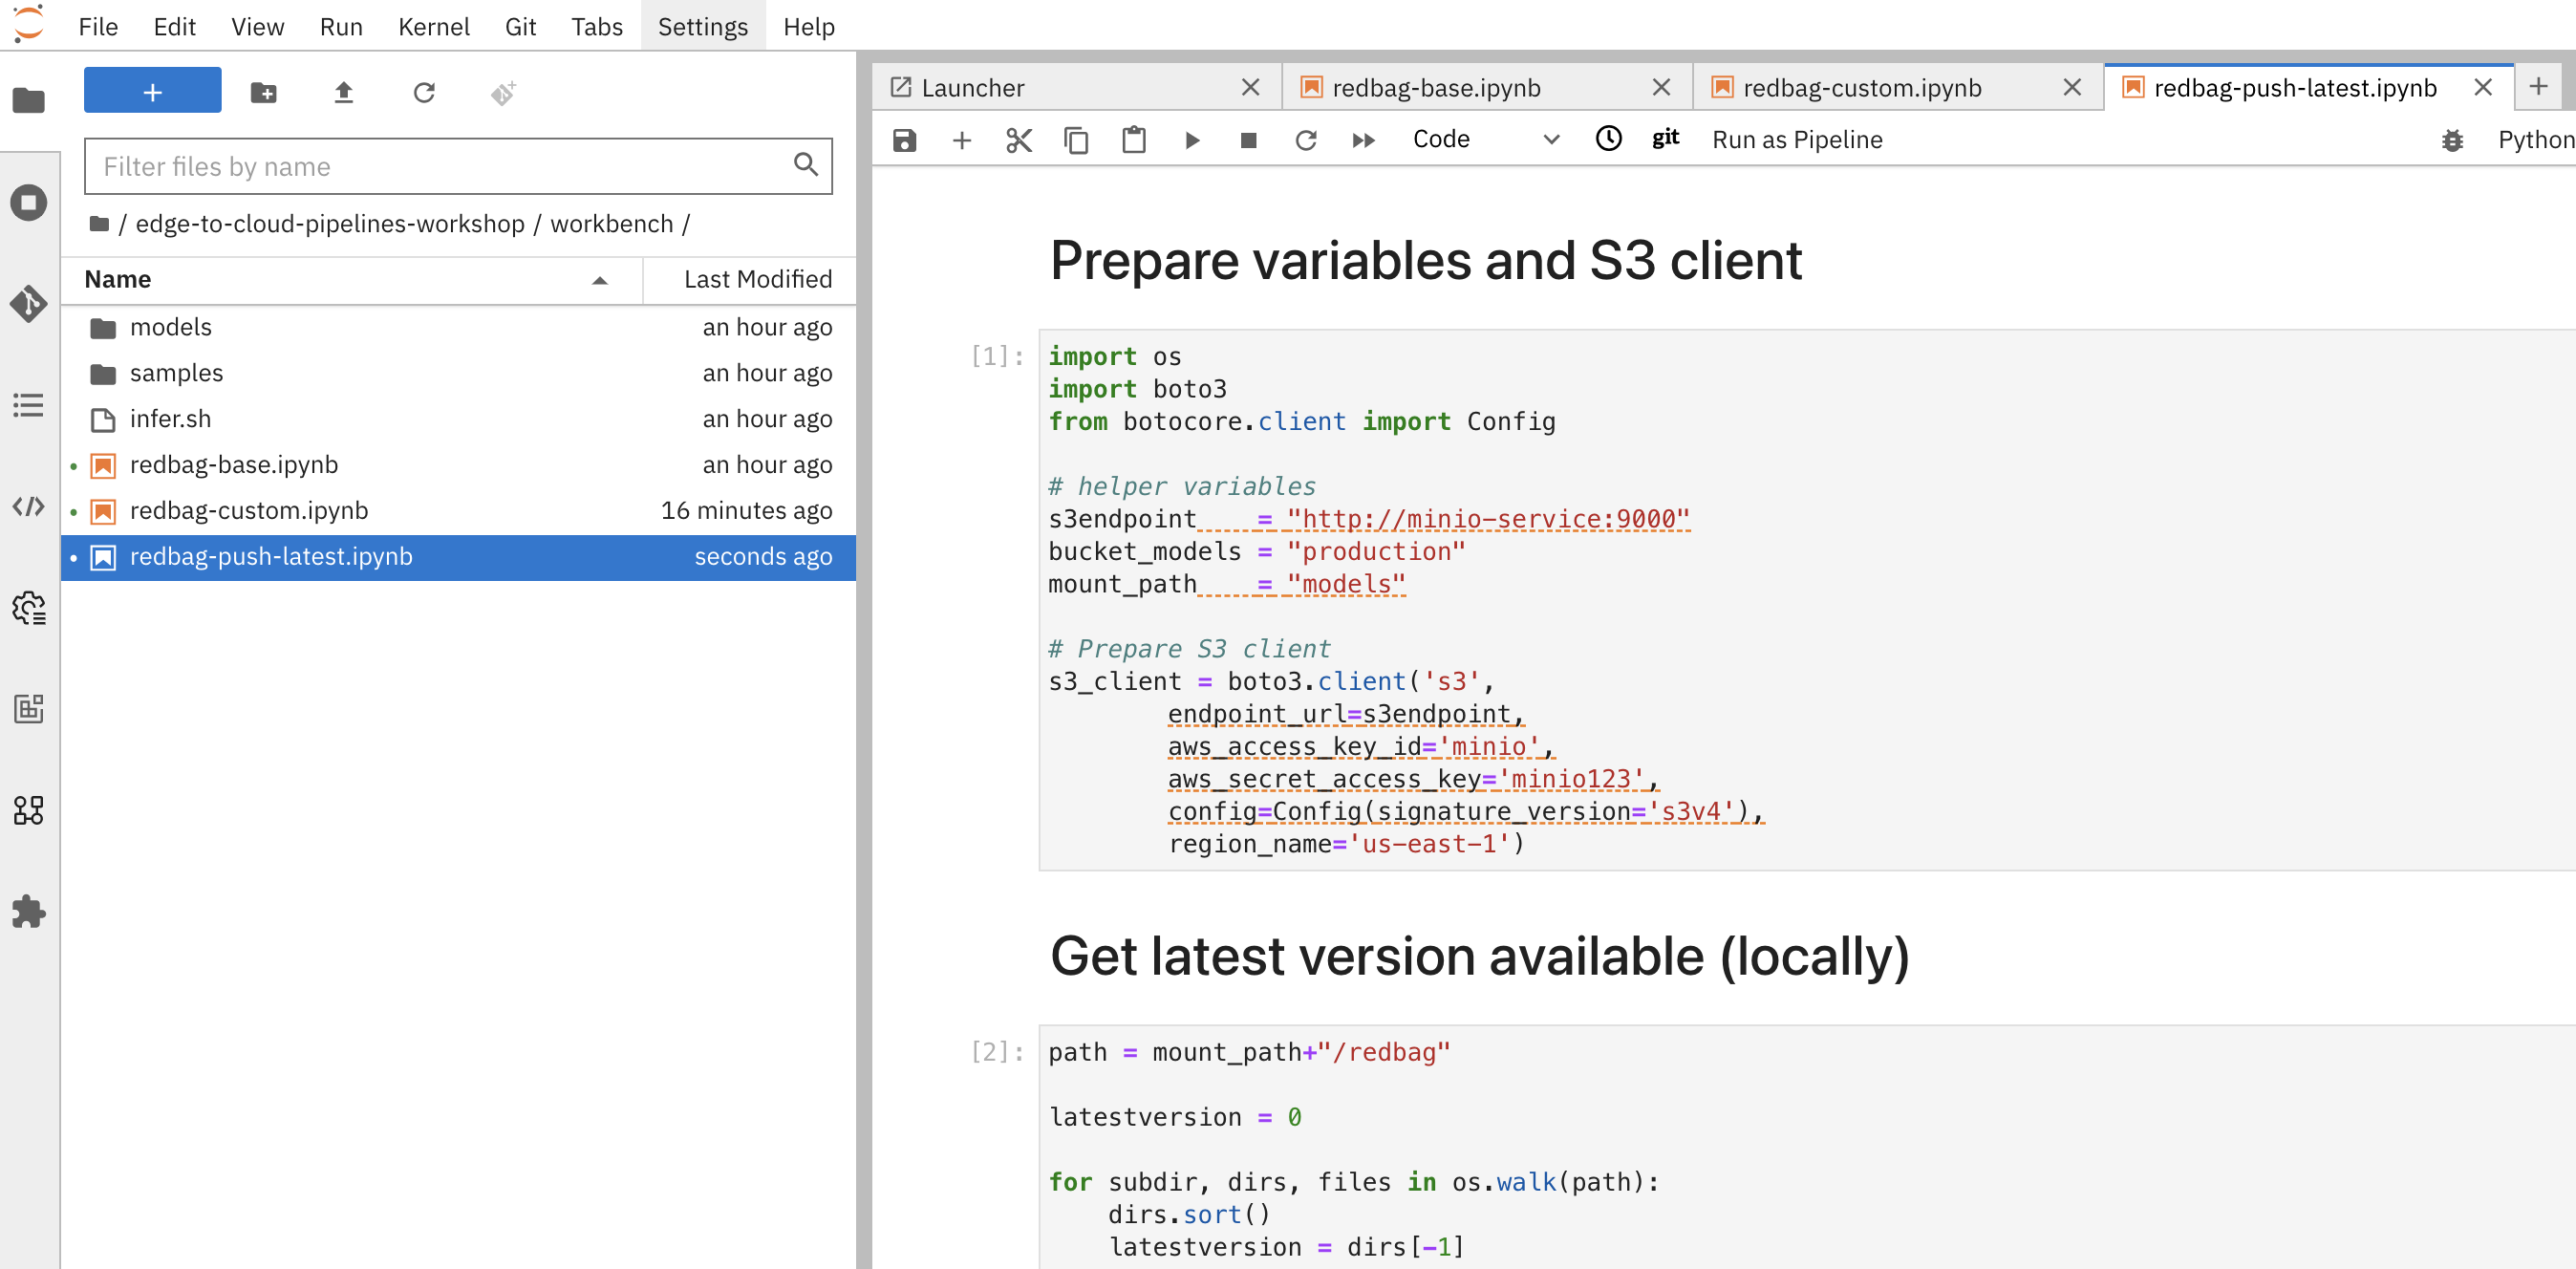 File Edit View Run Kernel Git Tabs Settings Help
+
Filter files by name
/ edge-to-cloud-pipelines-workshop / workbench /
Name Last Modified
models an hour ago
samples an hour ago
infer.sh an hour ago
redbag-base.ipynb an hour ago
redbag-custom.ipynb 16 minutes ago
redbag-push-latest.ipynb seconds ago
Launcher redbag-base.ipynb redbag-custom.ipynb redbag-push-latest.ipynb
Code git Run as Pipeline Python
Prepare variables and S3 client
[1]: import os
import boto3
from botocore.client import Config
# helper variables
s3endpoint    = "http://minio-service:9000"
bucket_models = "production"
mount_path    = "models"
# Prepare S3 client
s3_client = boto3.client('s3',
        endpoint_url=s3endpoint,
        aws_access_key_id='minio',
        aws_secret_access_key='minio123',
        config=Config(signature_version='s3v4'),
        region_name='us-east-1')
Get latest version available (locally)
[2]: path = mount_path+"/redbag"
latestversion = 0
for subdir, dirs, files in os.walk(path):
    dirs.sort()
    latestversion = dirs[-1]